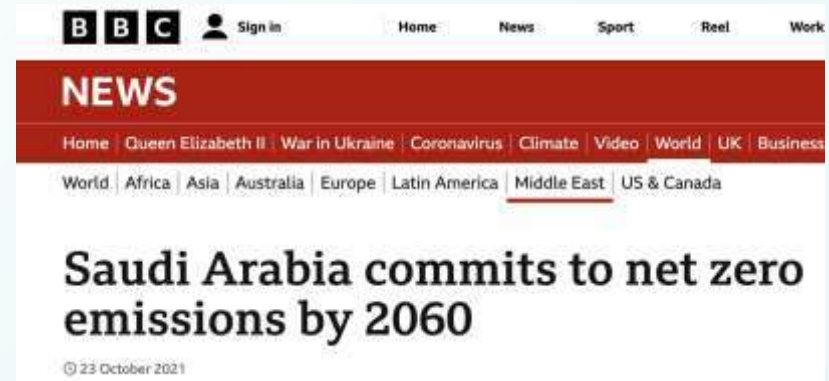 BBC Sign in Home News Sport Reel Work
NEWS
Home Queen Elizabeth II War in Ukraine Coronavirus Climate Video World UK Business
World Africa Asia Australia Europe Latin America Middle East US & Canada
Saudi Arabia commits to net zero
emissions by 2060
23 October 2021